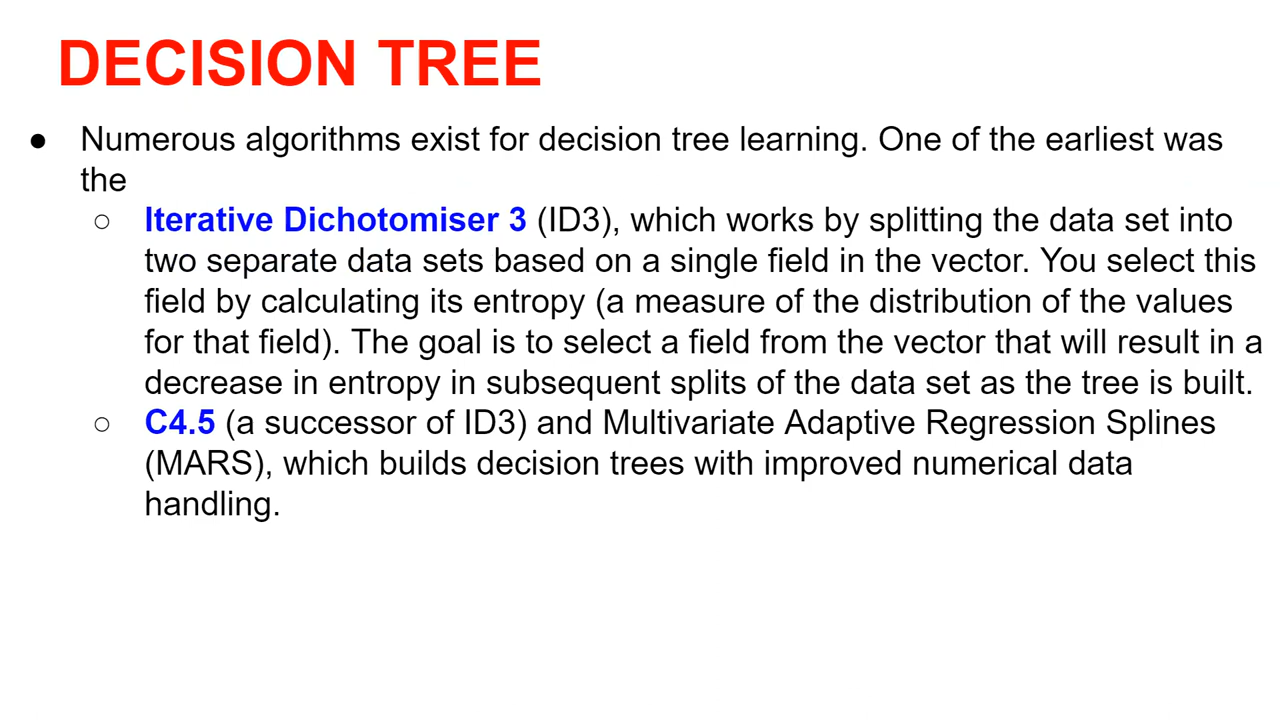 DECISION TREE
● Numerous algorithms exist for decision tree learning. One of the earliest was
the
○ Iterative Dichotomiser 3 (ID3), which works by splitting the data set into
two separate data sets based on a single field in the vector. You select this
field by calculating its entropy (a measure of the distribution of the values
for that field). The goal is to select a field from the vector that will result in a
decrease in entropy in subsequent splits of the data set as the tree is built.
○ C4.5 (a successor of ID3) and Multivariate Adaptive Regression Splines
(MARS), which builds decision trees with improved numerical data
handling.